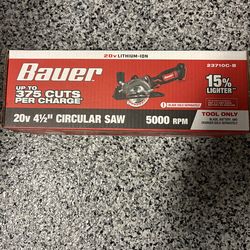 20V LITHIUM-ION
Bauer
23710C-B
UP TO
375 CUTS
PER CHARGE
15%
LIGHTER
20v 4½" CIRCULAR SAW
5000 RPM
TOOL ONLY